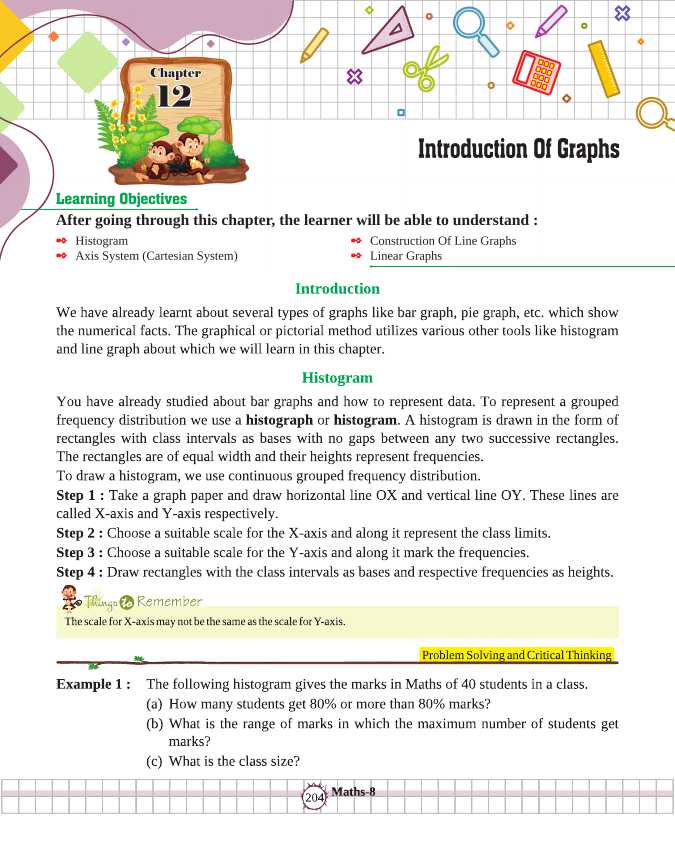 Chapter
12
Introduction Of Graphs
Learning Objectives
After going through this chapter, the learner will be able to understand :
Histogram
Construction Of Line Graphs
Axis System (Cartesian System)
Linear Graphs
Introduction
We have already learnt about several types of graphs like bar graph, pie graph, etc. which show
the numerical facts. The graphical or pictorial method utilizes various other tools like histogram
and line graph about which we will learn in this chapter.
Histogram
You have already studied about bar graphs and how to represent data. To represent a grouped
frequency distribution we use a histograph or histogram. A histogram is drawn in the form of
rectangles with class intervals as bases with no gaps between any two successive rectangles.
The rectangles are of equal width and their heights represent frequencies.
To draw a histogram, we use continuous grouped frequency distribution.
Step 1 : Take a graph paper and draw horizontal line OX and vertical line OY. These lines are
called X-axis and Y-axis respectively.
Step 2 : Choose a suitable scale for the X-axis and along it represent the class limits.
Step 3 : Choose a suitable scale for the Y-axis and along it mark the frequencies.
Step 4 : Draw rectangles with the class intervals as bases and respective frequencies as heights.
Things to Remember
The scale for X-axis may not be the same as the scale for Y-axis.
Problem Solving and Critical Thinking
Example 1 : The following histogram gives the marks in Maths of 40 students in a class.
(a) How many students get 80% or more than 80% marks?
(b) What is the range of marks in which the maximum number of students get
marks?
(c) What is the class size?
204 Maths-8